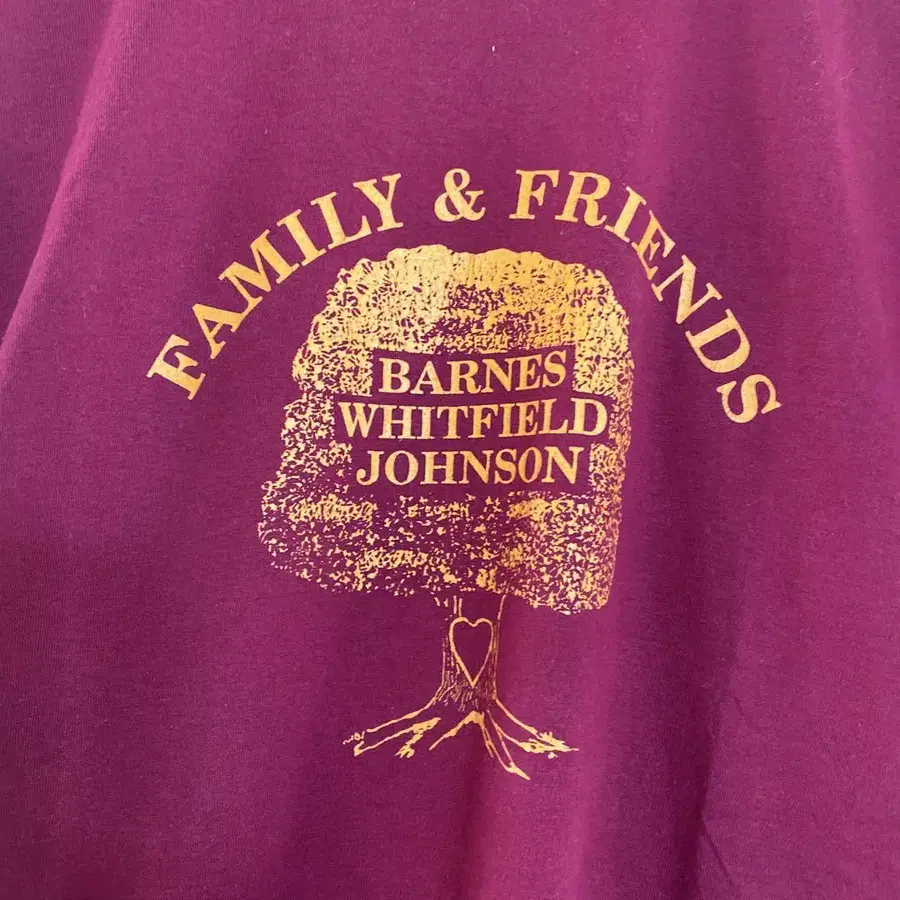 FAMILY & FRIENDS
BARNES
WHITFIELD
JOHNSON